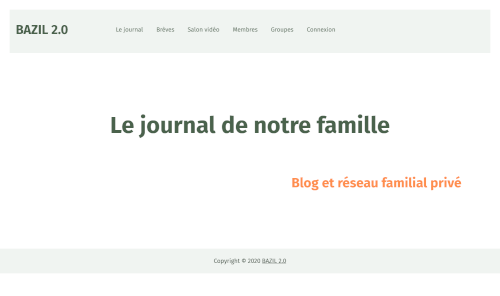 BAZIL 2.0
Le journal Brèves Salon vidéo Membres Groupes Connexion
Le journal de notre famille
Blog et réseau familial privé
Copyright © 2020 BAZIL 2.0